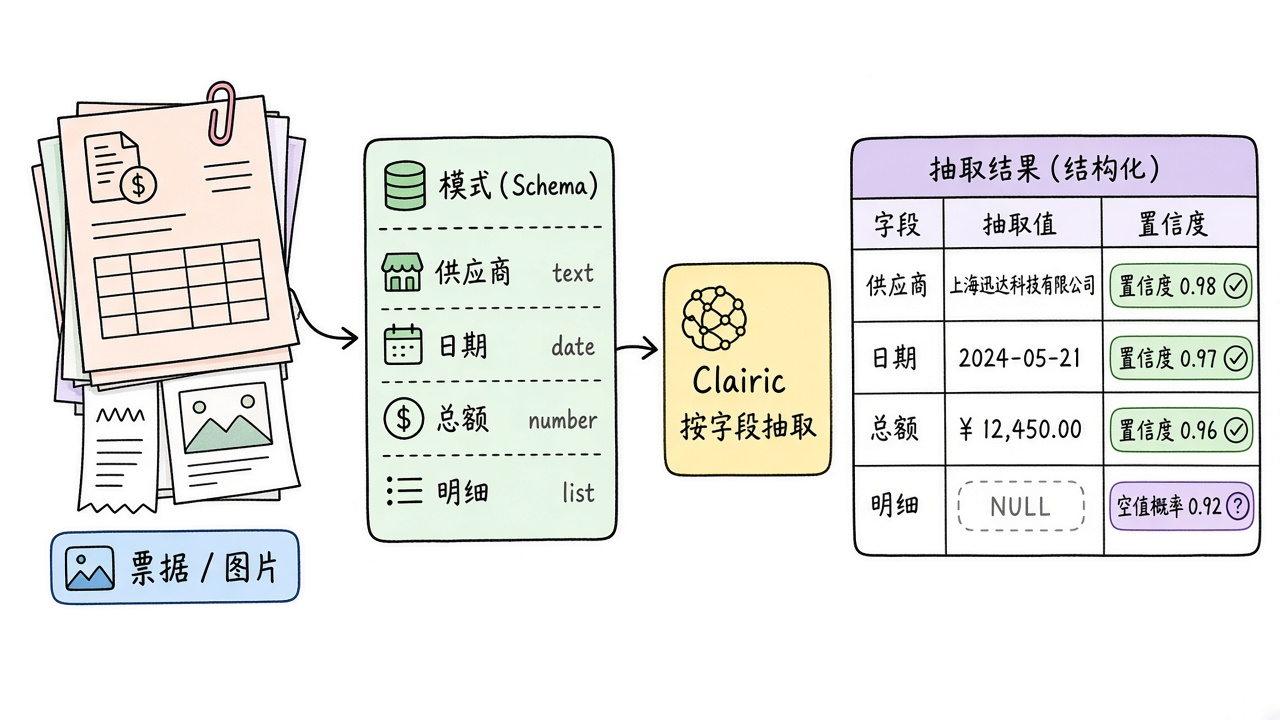 票据 / 图片
模式 (Schema)
供应商 text
日期 date
总额 number
明细 list
Clairic
按字段抽取
抽取结果 (结构化)
字段 抽取值 置信度
供应商 上海迅达科技有限公司 置信度 0.98
日期 2024-05-21 置信度 0.97
总额 ¥ 12,450.00 置信度 0.96
明细 NULL 空值概率 0.92